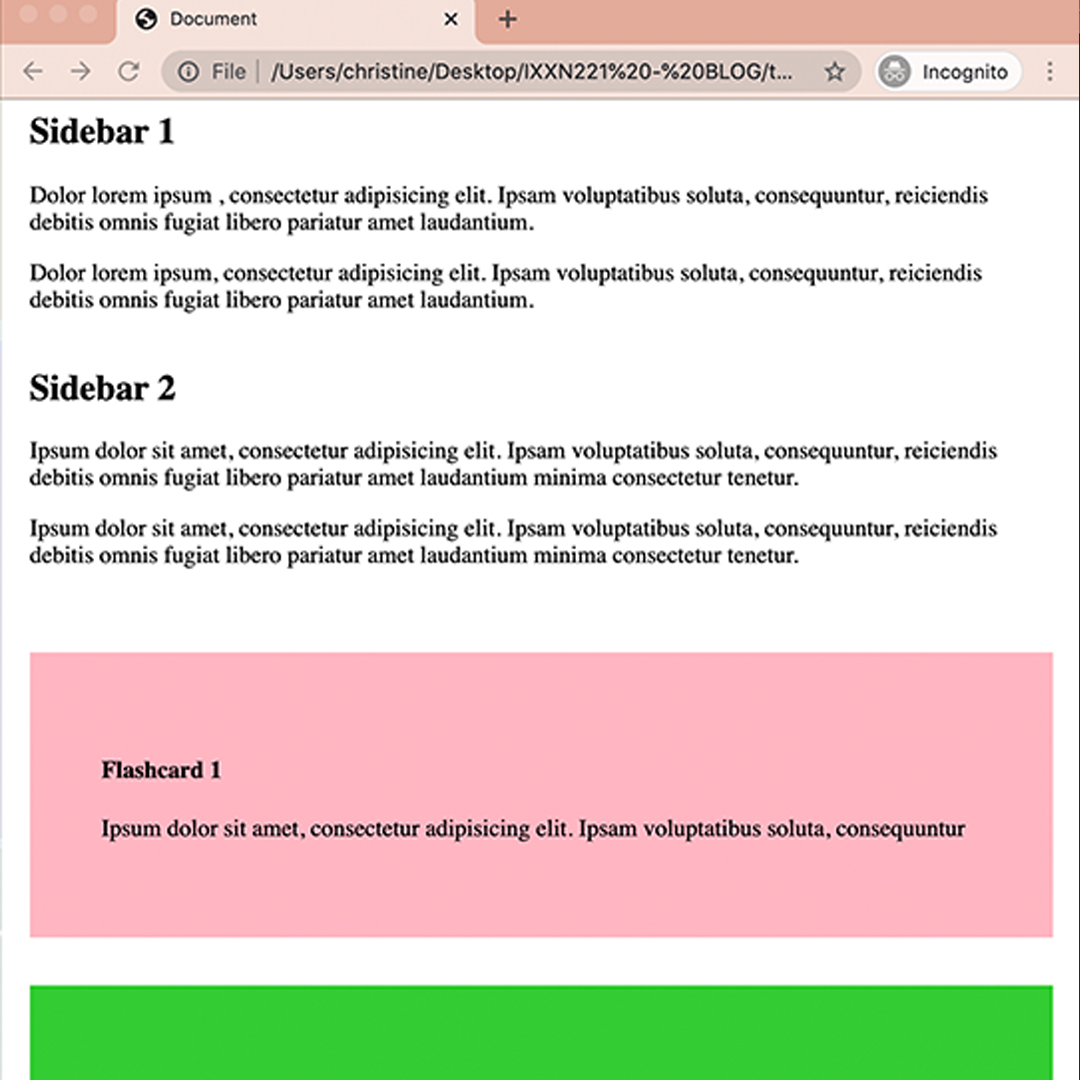 Document
File | /Users/christine/Desktop/IXXN221%20-%20BLOG/t... Incognito
Sidebar 1
Dolor lorem ipsum , consectetur adipisicing elit. Ipsam voluptatibus soluta, consequuntur, reiciendis
debitis omnis fugiat libero pariatur amet laudantium.
Dolor lorem ipsum, consectetur adipisicing elit. Ipsam voluptatibus soluta, consequuntur, reiciendis
debitis omnis fugiat libero pariatur amet laudantium.
Sidebar 2
Ipsum dolor sit amet, consectetur adipisicing elit. Ipsam voluptatibus soluta, consequuntur, reiciendis
debitis omnis fugiat libero pariatur amet laudantium minima consectetur tenetur.
Ipsum dolor sit amet, consectetur adipisicing elit. Ipsam voluptatibus soluta, consequuntur, reiciendis
debitis omnis fugiat libero pariatur amet laudantium minima consectetur tenetur.
Flashcard 1
Ipsum dolor sit amet, consectetur adipisicing elit. Ipsam voluptatibus soluta, consequuntur